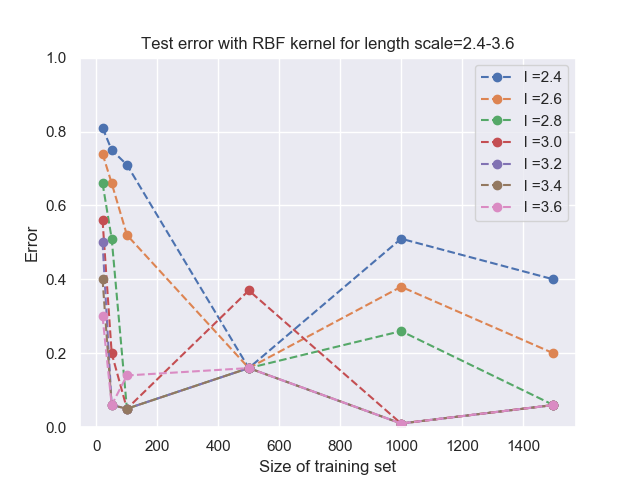 Test error with RBF kernel for length scale=2.4-3.6
1.0
0.8
0.6
0.4
0.2
0.0
Error
l =2.4
l =2.6
l =2.8
l =3.0
l =3.2
l =3.4
l =3.6
0 200 400 600 800 1000 1200 1400
Size of training set